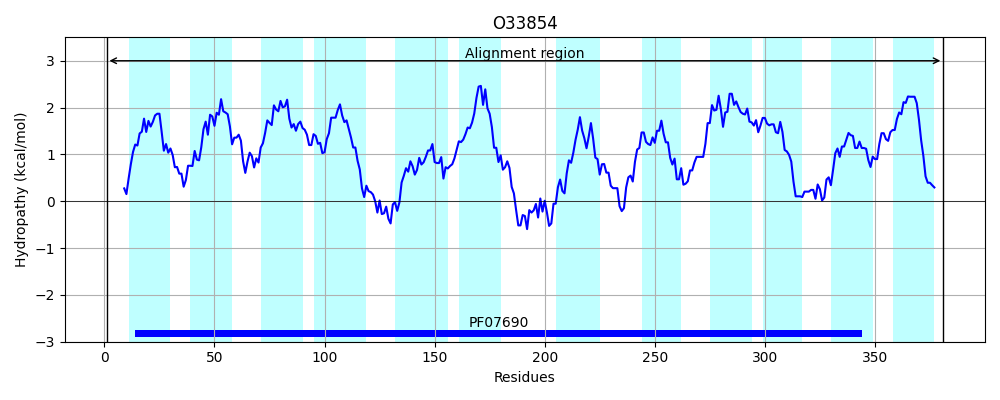 O33854
Alignment region
Hydropathy (kcal/mol)
3
2
1
0
−1
−2
−3
PF07690
0 50 100 150 200 250 300 350
Residues